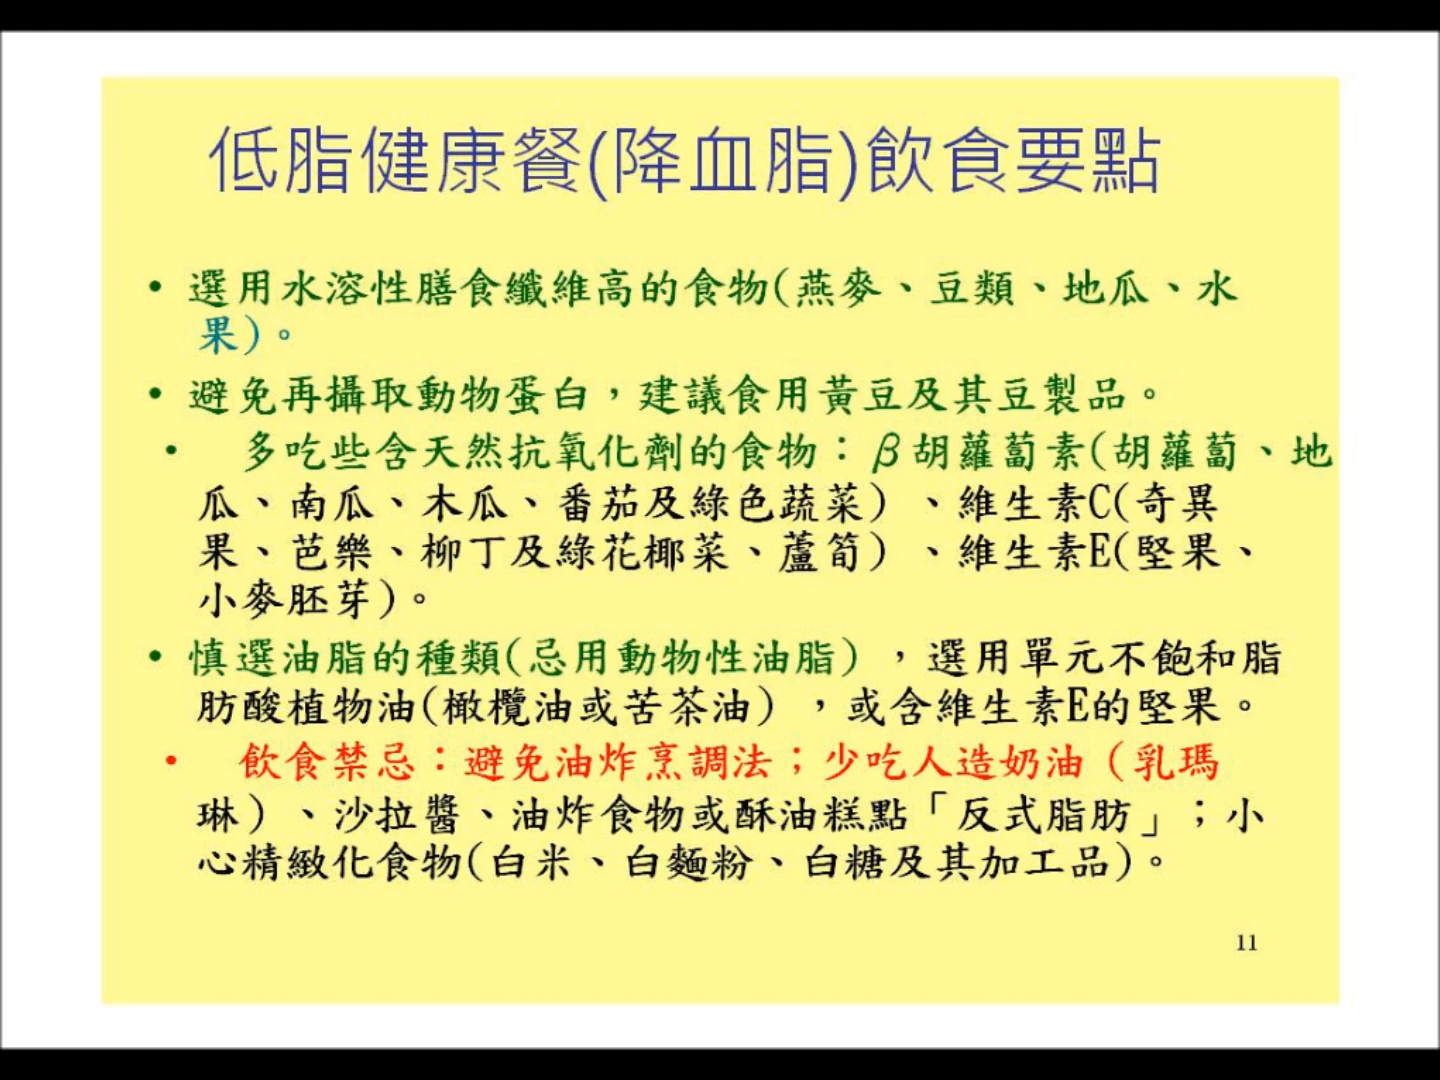 低脂健康餐(降血脂)飲食要點
• 選用水溶性膳食纖維高的食物(燕麥、豆類、地瓜、水
果)。
• 避免再攝取動物蛋白，建議食用黃豆及其豆製品。
• 多吃些含天然抗氧化劑的食物：β胡蘿蔔素(胡蘿蔔、地
瓜、南瓜、木瓜、番茄及綠色蔬菜）、維生素C(奇異
果、芭樂、柳丁及綠花椰菜、蘆筍）、維生素E(堅果、
小麥胚芽)。
• 慎選油脂的種類(忌用動物性油脂），選用單元不飽和脂
肪酸植物油(橄欖油或苦茶油），或含維生素E的堅果。
• 飲食禁忌：避免油炸烹調法；少吃人造奶油（乳瑪
琳）、沙拉醬、油炸食物或酥油糕點「反式脂肪」；小
心精緻化食物(白米、白麵粉、白糖及其加工品)。
11